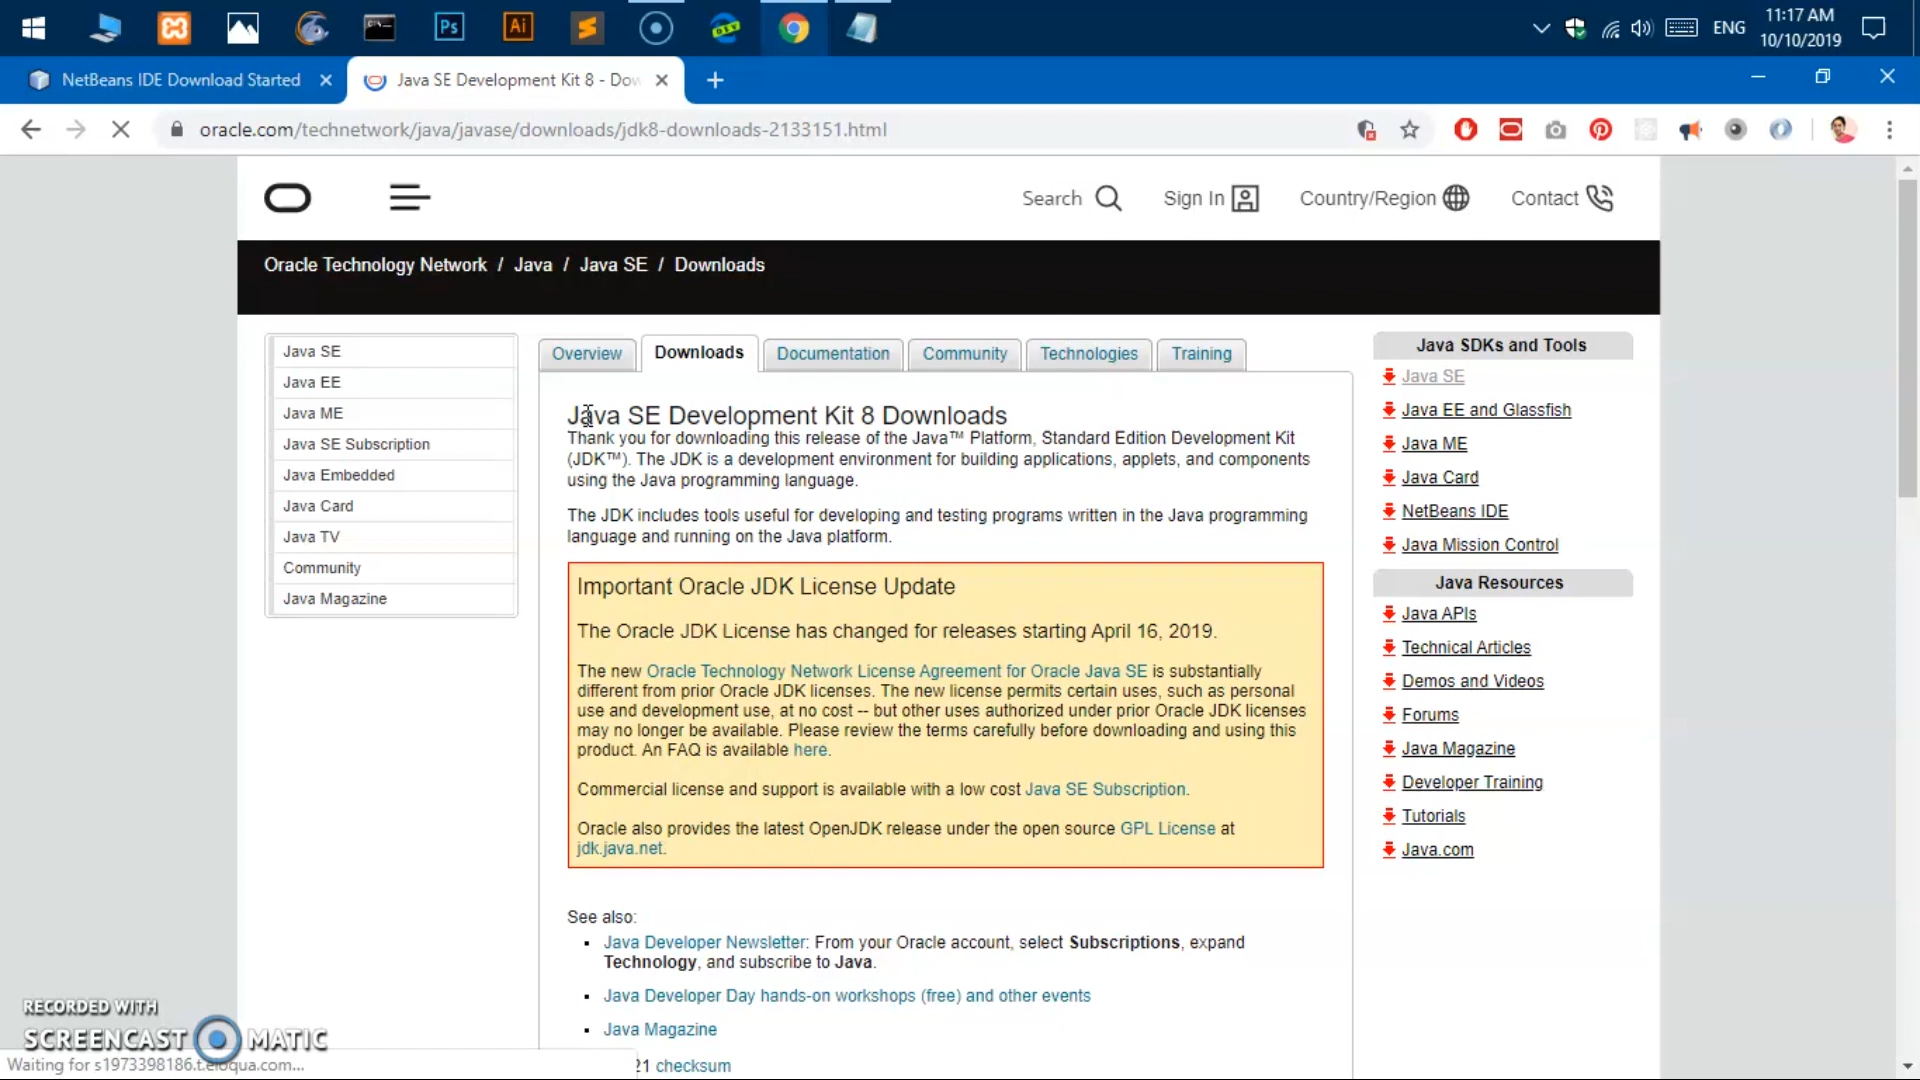 Ps
Ai
ENG
11:17 AM
10/10/2019
NetBeans IDE Download Started
Java SE Development Kit 8 - Dow
oracle.com/technetwork/java/javase/downloads/jdk8-downloads-2133151.html
Search
Sign In
Country/Region
Contact
Oracle Technology Network / Java / Java SE / Downloads
Java SE
Java EE
Java ME
Java SE Subscription
Java Embedded
Java Card
Java TV
Community
Java Magazine
Overview
Downloads
Documentation
Community
Technologies
Training
Java SE Development Kit 8 Downloads
Thank you for downloading this release of the Java™ Platform, Standard Edition Development Kit
(JDK™). The JDK is a development environment for building applications, applets, and components
using the Java programming language.
The JDK includes tools useful for developing and testing programs written in the Java programming
language and running on the Java platform.
Important Oracle JDK License Update
The Oracle JDK License has changed for releases starting April 16, 2019.
The new Oracle Technology Network License Agreement for Oracle Java SE is substantially
different from prior Oracle JDK licenses. The new license permits certain uses, such as personal
use and development use, at no cost -- but other uses authorized under prior Oracle JDK licenses
may no longer be available. Please review the terms carefully before downloading and using this
product. An FAQ is available here.
Commercial license and support is available with a low cost Java SE Subscription.
Oracle also provides the latest OpenJDK release under the open source GPL License at
jdk.java.net.
See also:
Java Developer Newsletter: From your Oracle account, select Subscriptions, expand
Technology, and subscribe to Java.
Java Developer Day hands-on workshops (free) and other events
Java Magazine
21 checksum
Java SDKs and Tools
Java SE
Java EE and Glassfish
Java ME
Java Card
NetBeans IDE
Java Mission Control
Java Resources
Java APIs
Technical Articles
Demos and Videos
Forums
Java Magazine
Developer Training
Tutorials
Java.com
RECORDED WITH
SCREENCAST MATIC
Waiting for s1973398186.t.eloqua.com...